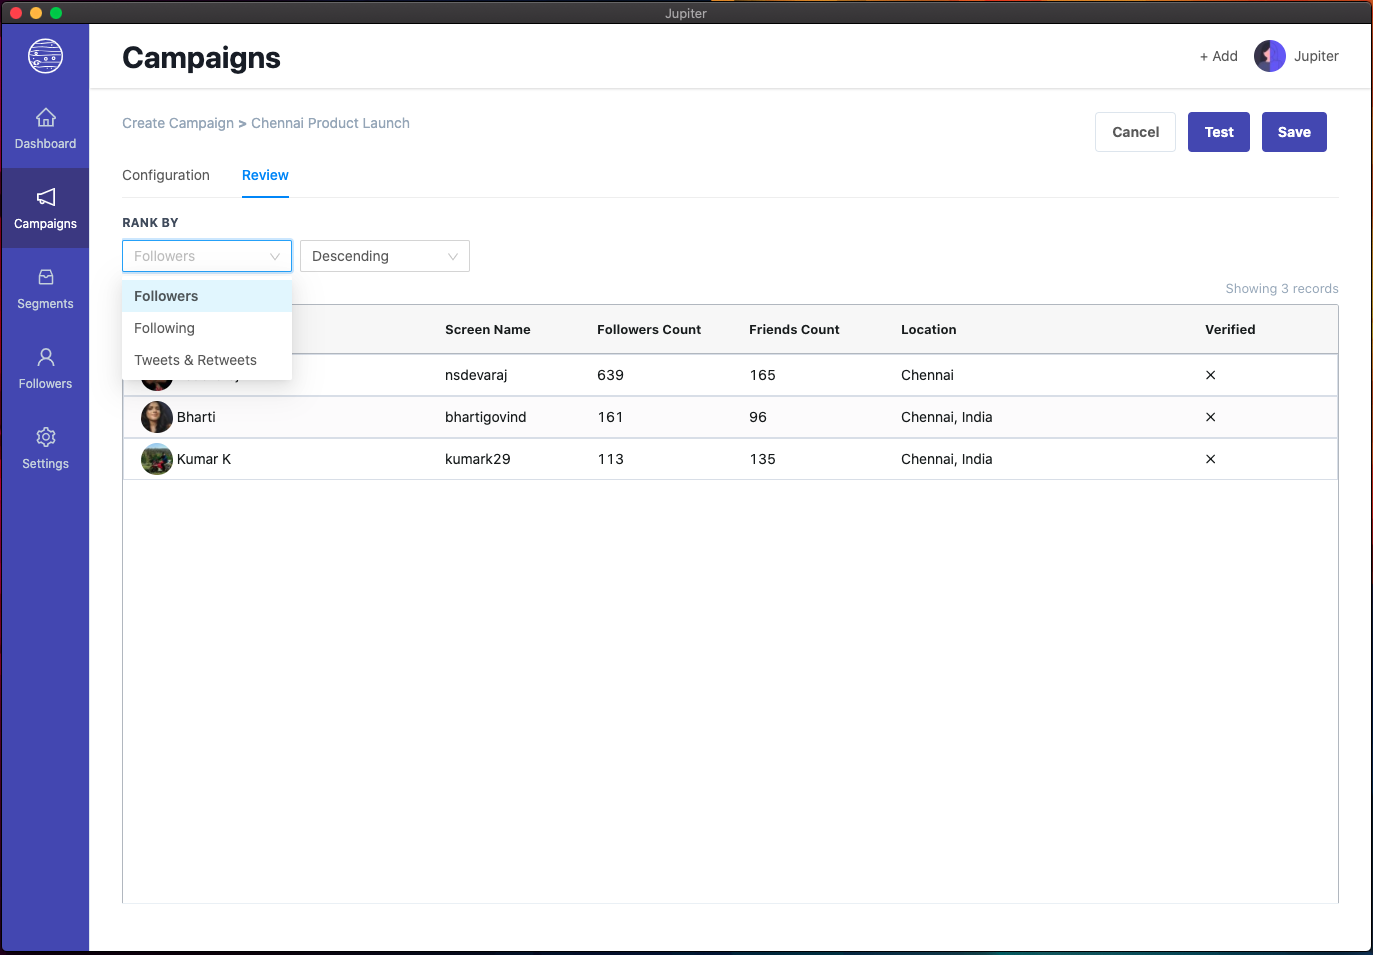 Jupiter
Campaigns
+ Add
Jupiter
Dashboard
Campaigns
Segments
Followers
Settings
Create Campaign > Chennai Product Launch
Cancel
Test
Save
Configuration
Review
RANK BY
Followers
Descending
Followers
Following
Tweets & Retweets
Showing 3 records
Screen Name
Followers Count
Friends Count
Location
Verified
nsdevaraj
639
165
Chennai
Bharti
bhartigovind
161
96
Chennai, India
Kumar K
kumark29
113
135
Chennai, India